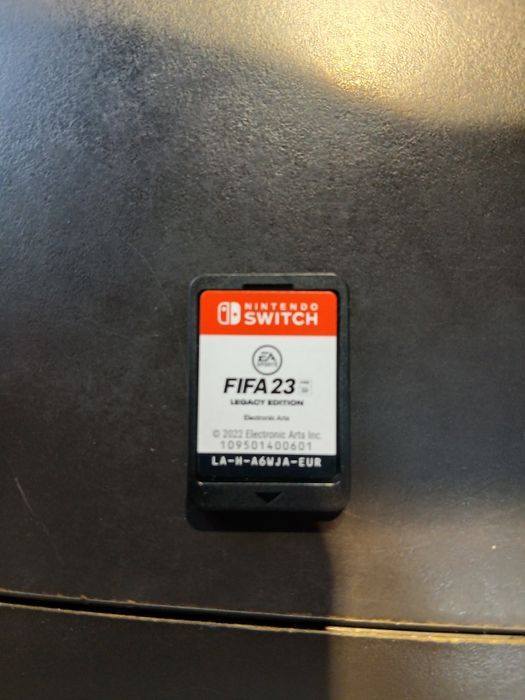 NINTENDO
SWITCH
EA
SPORTS
FIFA 23
LEGACY EDITION
Electronic Arts
© 2022 Electronic Arts Inc.
109501400601
LA-H-A6WJA-EUR